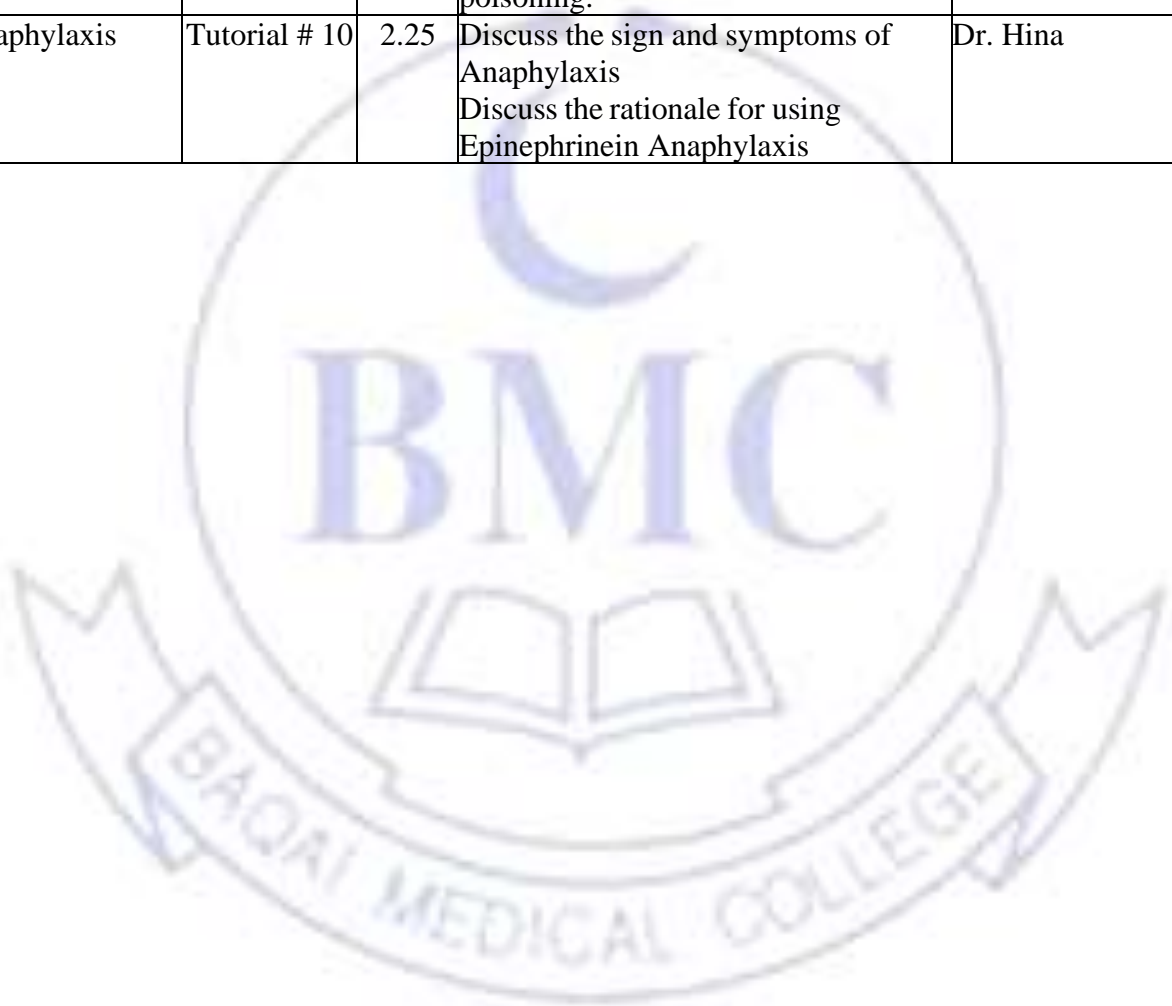 poisoning.
aphylaxis Tutorial # 10 2.25 Discuss the sign and symptoms of Dr. Hina
Anaphylaxis
Discuss the rationale for using
Epinephrinein Anaphylaxis
BMC
BAQAI MEDICAL COLLEGE